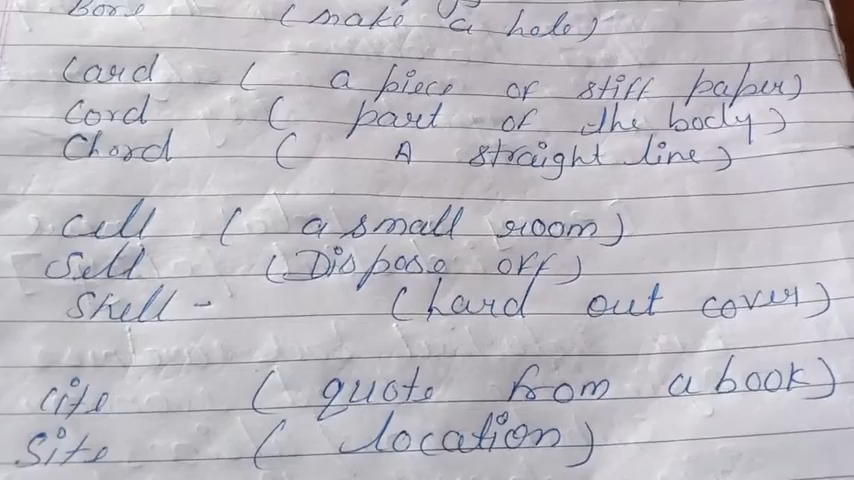 Bore (make a hole)
Card ( a piece of stiff paper)
Cord ( part of the body)
Chord ( A straight line)
Cell ( a small room)
Sell (Dispose off)
Shell - (hard out cover)
Cite ( quote from a book)
Site ( location)